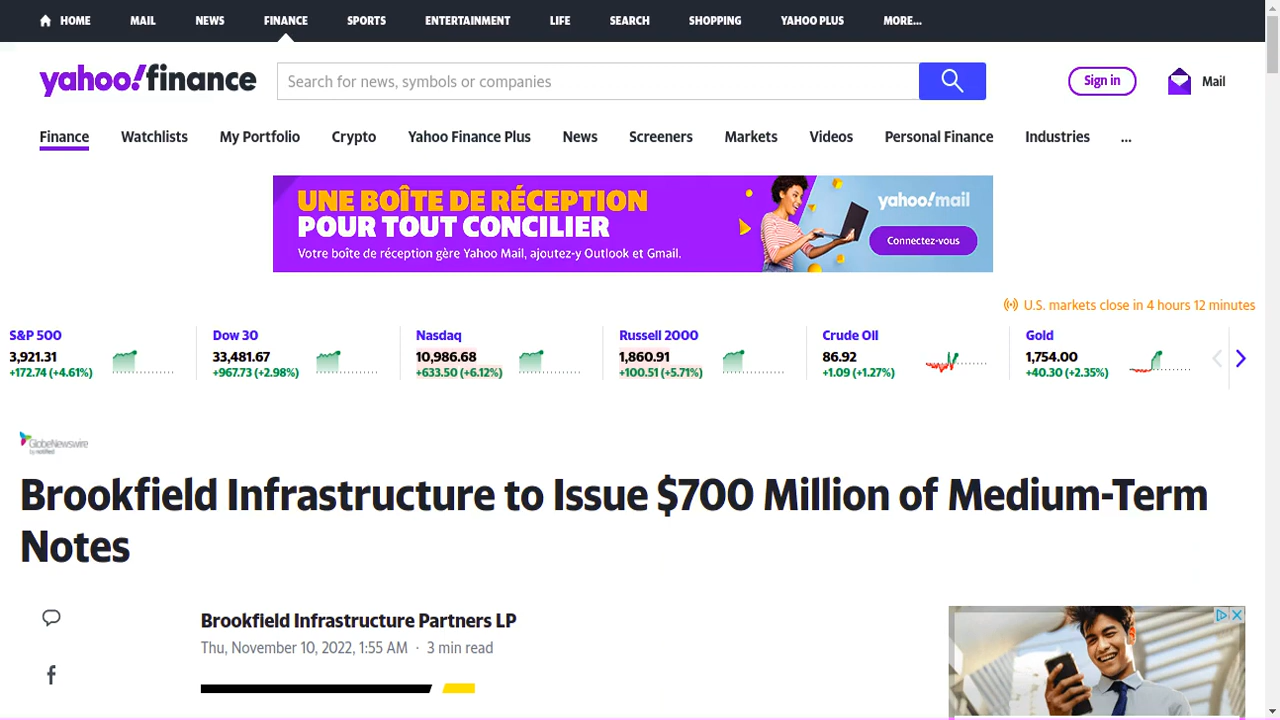 HOME MAIL NEWS FINANCE SPORTS ENTERTAINMENT LIFE SEARCH SHOPPING YAHOO PLUS MORE...
yahoo!finance
Search for news, symbols or companies
Sign in
Mail
Finance Watchlists My Portfolio Crypto Yahoo Finance Plus News Screeners Markets Videos Personal Finance Industries ...
UNE BOÎTE DE RÉCEPTION
POUR TOUT CONCILIER
Votre boîte de réception gère Yahoo Mail, ajoutez-y Outlook et Gmail.
yahoo!mail
Connectez-vous
U.S. markets close in 4 hours 12 minutes
S&P 500
3,921.31
+172.74 (+4.61%)
Dow 30
33,481.67
+967.73 (+2.98%)
Nasdaq
10,986.68
+633.50 (+6.12%)
Russell 2000
1,860.91
+100.51 (+5.71%)
Crude Oil
86.92
+1.09 (+1.27%)
Gold
1,754.00
+40.30 (+2.35%)
GlobeNewswire
by notified
Brookfield Infrastructure to Issue $700 Million of Medium-Term
Notes
Brookfield Infrastructure Partners LP
Thu, November 10, 2022, 1:55 AM · 3 min read